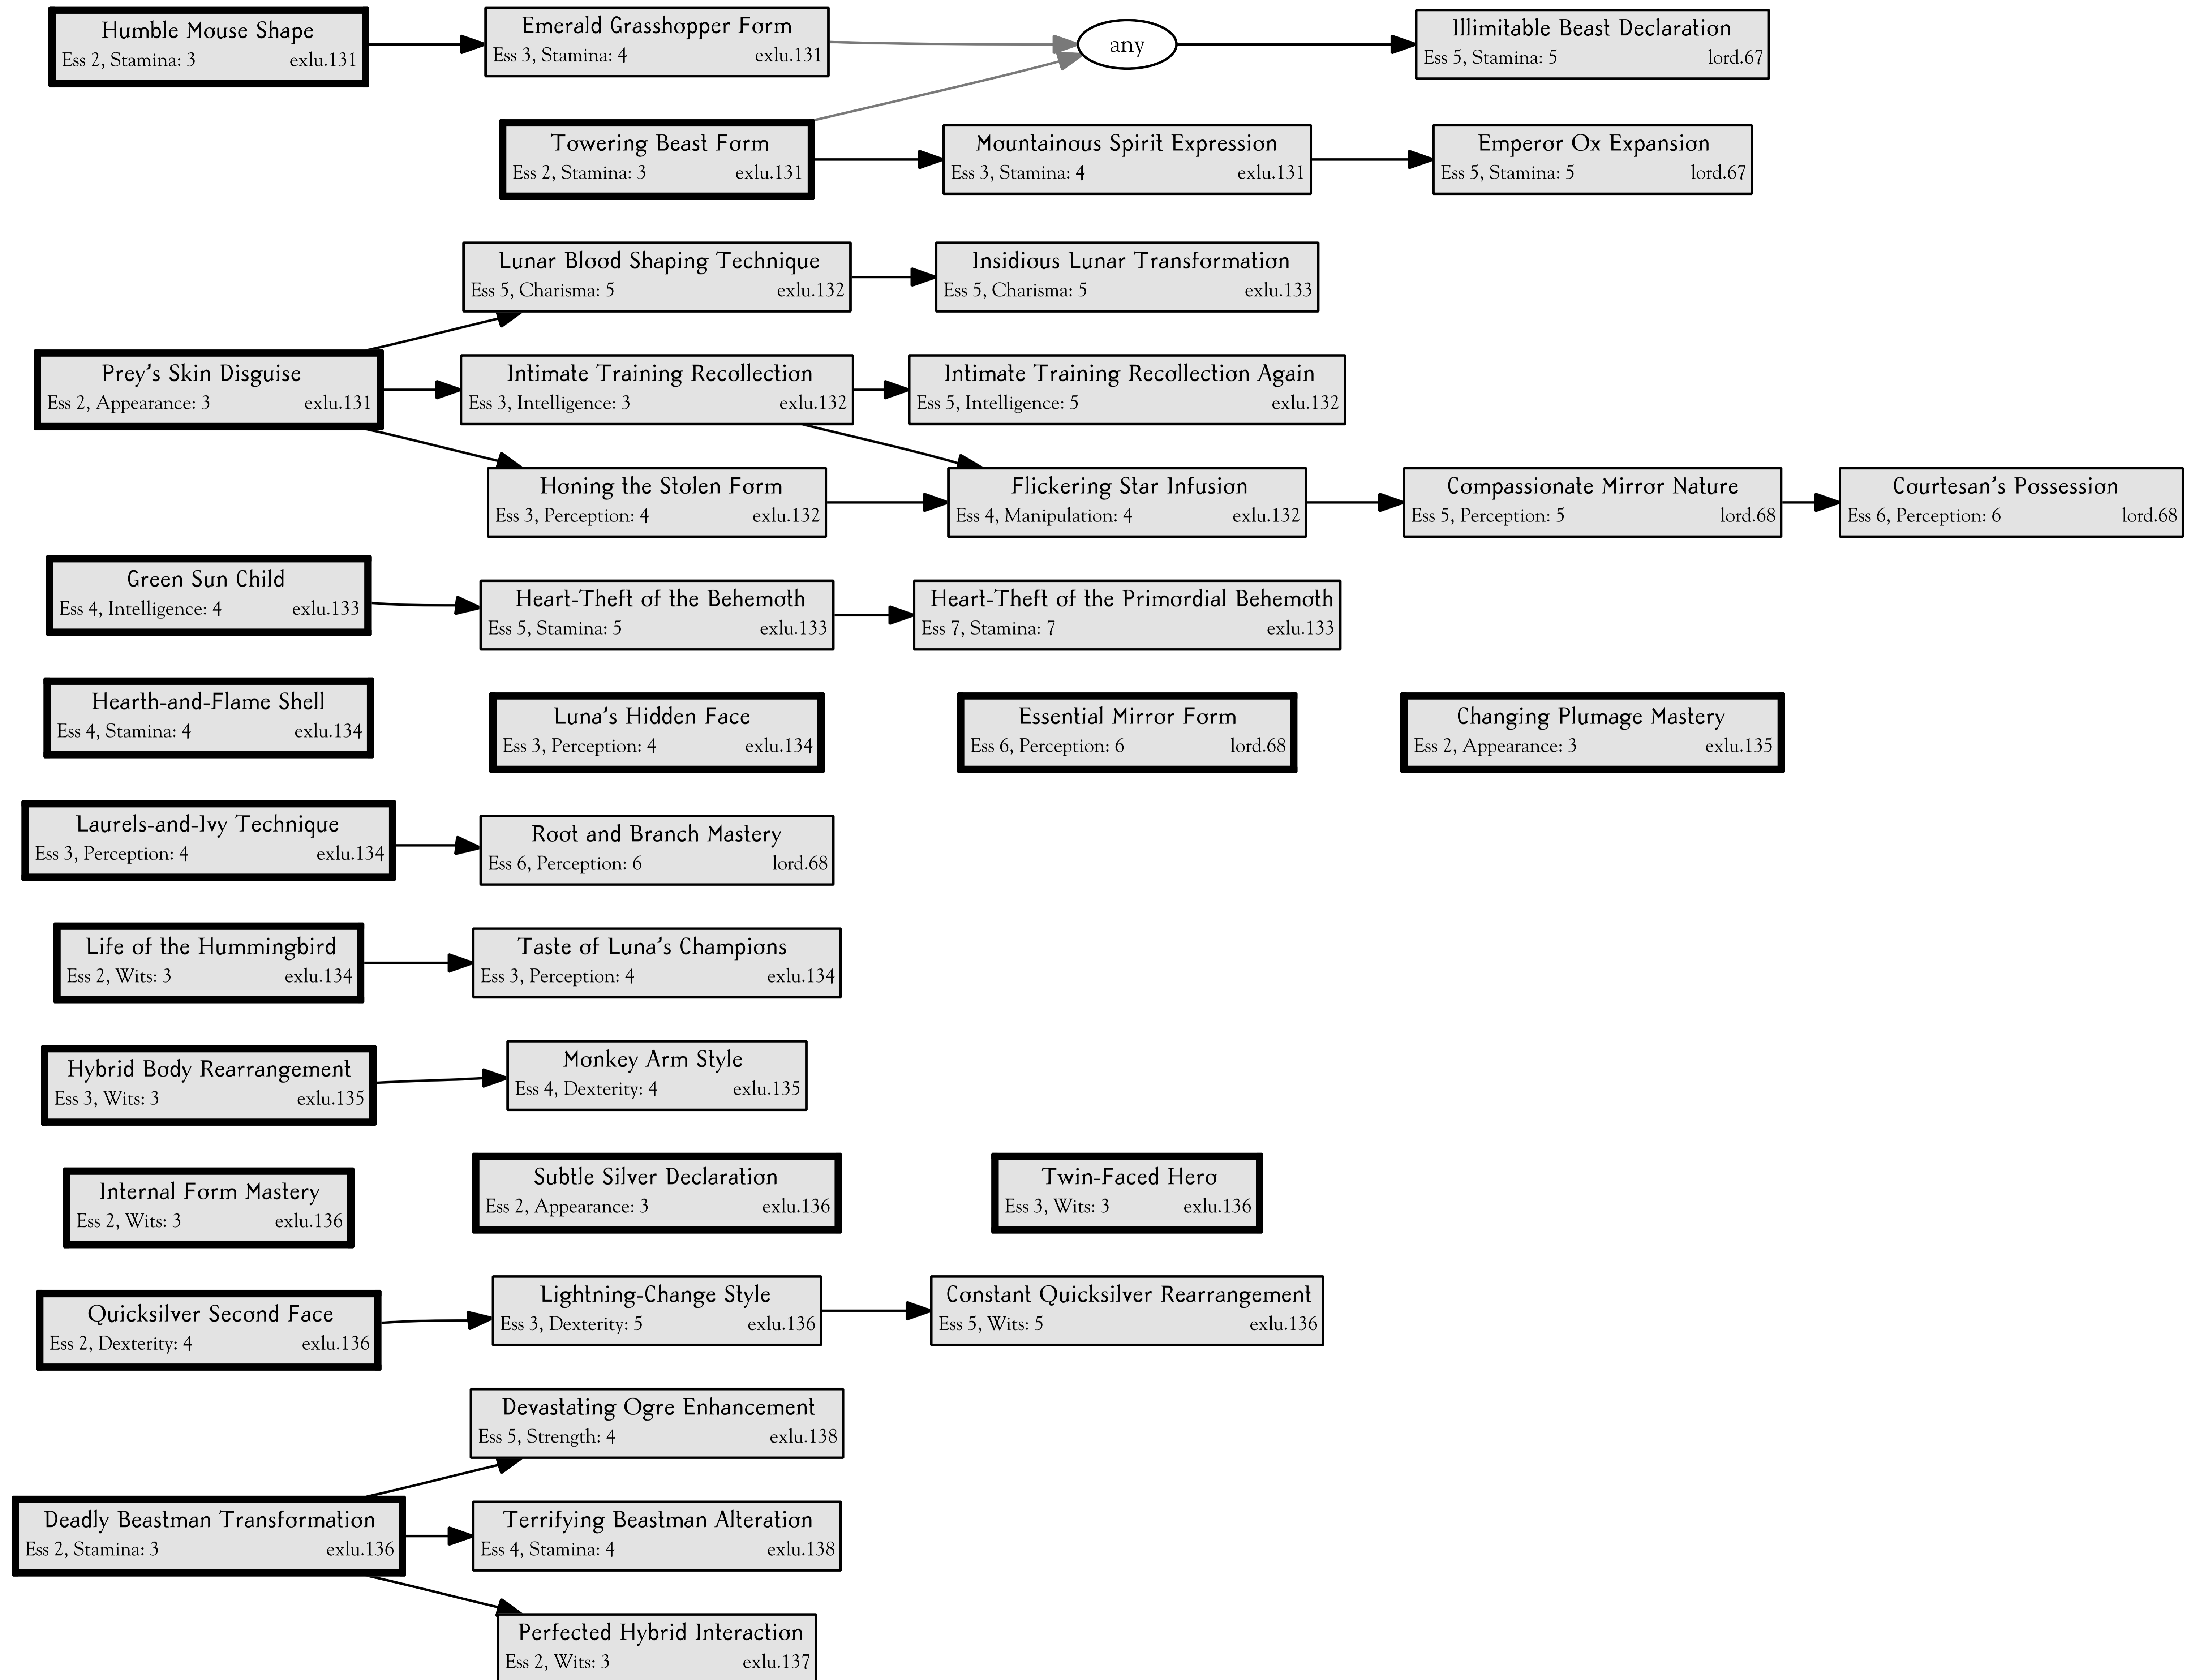 Humble Mouse Shape
Ess 2, Stamina: 3 exlu.131
Emerald Grasshopper Form
Ess 3, Stamina: 4 exlu.131
any
Illimitable Beast Declaration
Ess 5, Stamina: 5 lord.67
Towering Beast Form
Ess 2, Stamina: 3 exlu.131
Mountainous Spirit Expression
Ess 3, Stamina: 4 exlu.131
Emperor Ox Expansion
Ess 5, Stamina: 5 lord.67
Lunar Blood Shaping Technique
Ess 5, Charisma: 5 exlu.132
Insidious Lunar Transformation
Ess 5, Charisma: 5 exlu.133
Prey's Skin Disguise
Ess 2, Appearance: 3 exlu.131
Intimate Training Recollection
Ess 3, Intelligence: 3 exlu.132
Intimate Training Recollection Again
Ess 5, Intelligence: 5 exlu.132
Honing the Stolen Form
Ess 3, Perception: 4 exlu.132
Flickering Star Infusion
Ess 4, Manipulation: 4 exlu.132
Compassionate Mirror Nature
Ess 5, Perception: 5 lord.68
Courtesan's Possession
Ess 6, Perception: 6 lord.68
Green Sun Child
Ess 4, Intelligence: 4 exlu.133
Heart-Theft of the Behemoth
Ess 5, Stamina: 5 exlu.133
Heart-Theft of the Primordial Behemoth
Ess 7, Stamina: 7 exlu.133
Hearth-and-Flame Shell
Ess 4, Stamina: 4 exlu.134
Luna's Hidden Face
Ess 3, Perception: 4 exlu.134
Essential Mirror Form
Ess 6, Perception: 6 lord.68
Changing Plumage Mastery
Ess 2, Appearance: 3 exlu.135
Laurels-and-Ivy Technique
Ess 3, Perception: 4 exlu.134
Root and Branch Mastery
Ess 6, Perception: 6 lord.68
Life of the Hummingbird
Ess 2, Wits: 3 exlu.134
Taste of Luna's Champions
Ess 3, Perception: 4 exlu.134
Hybrid Body Rearrangement
Ess 3, Wits: 3 exlu.135
Monkey Arm Style
Ess 4, Dexterity: 4 exlu.135
Internal Form Mastery
Ess 2, Wits: 3 exlu.136
Subtle Silver Declaration
Ess 2, Appearance: 3 exlu.136
Twin-Faced Hero
Ess 3, Wits: 3 exlu.136
Quicksilver Second Face
Ess 2, Dexterity: 4 exlu.136
Lightning-Change Style
Ess 3, Dexterity: 5 exlu.136
Constant Quicksilver Rearrangement
Ess 5, Wits: 5 exlu.136
Devastating Ogre Enhancement
Ess 5, Strength: 4 exlu.138
Deadly Beastman Transformation
Ess 2, Stamina: 3 exlu.136
Terrifying Beastman Alteration
Ess 4, Stamina: 4 exlu.138
Perfected Hybrid Interaction
Ess 2, Wits: 3 exlu.137